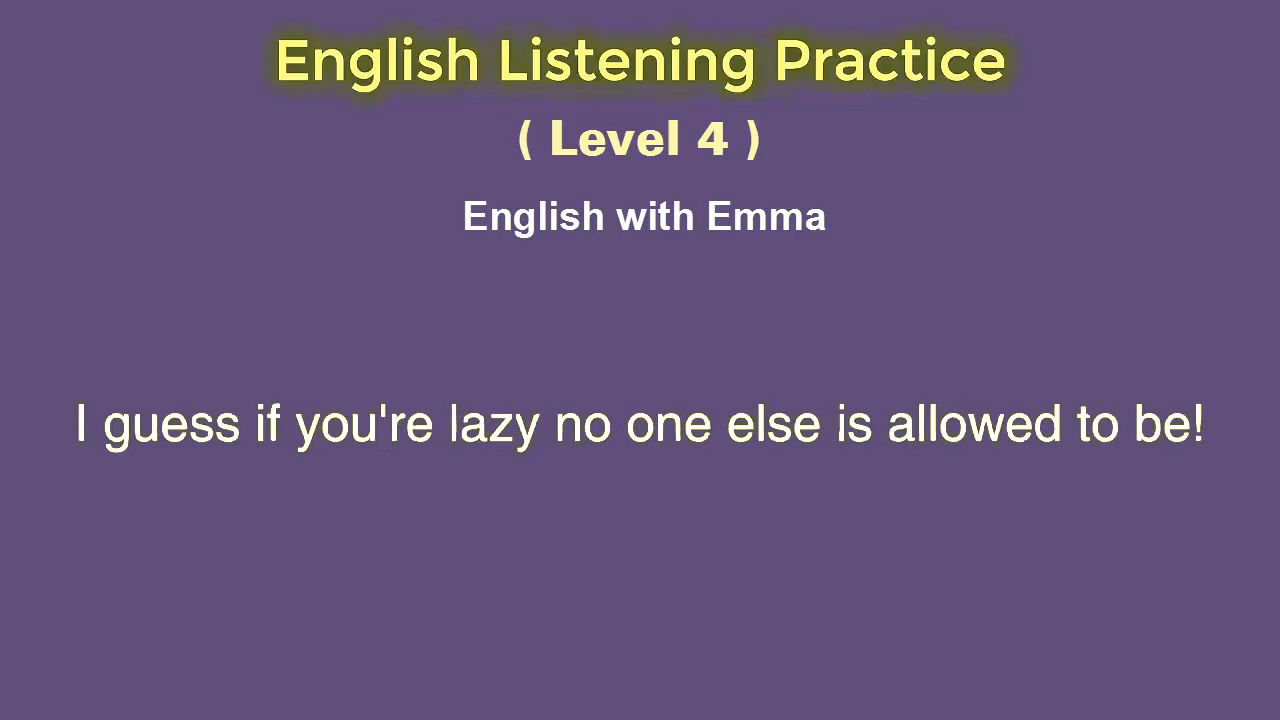 English Listening Practice
( Level 4 )
English with Emma
I guess if you're lazy no one else is allowed to be!